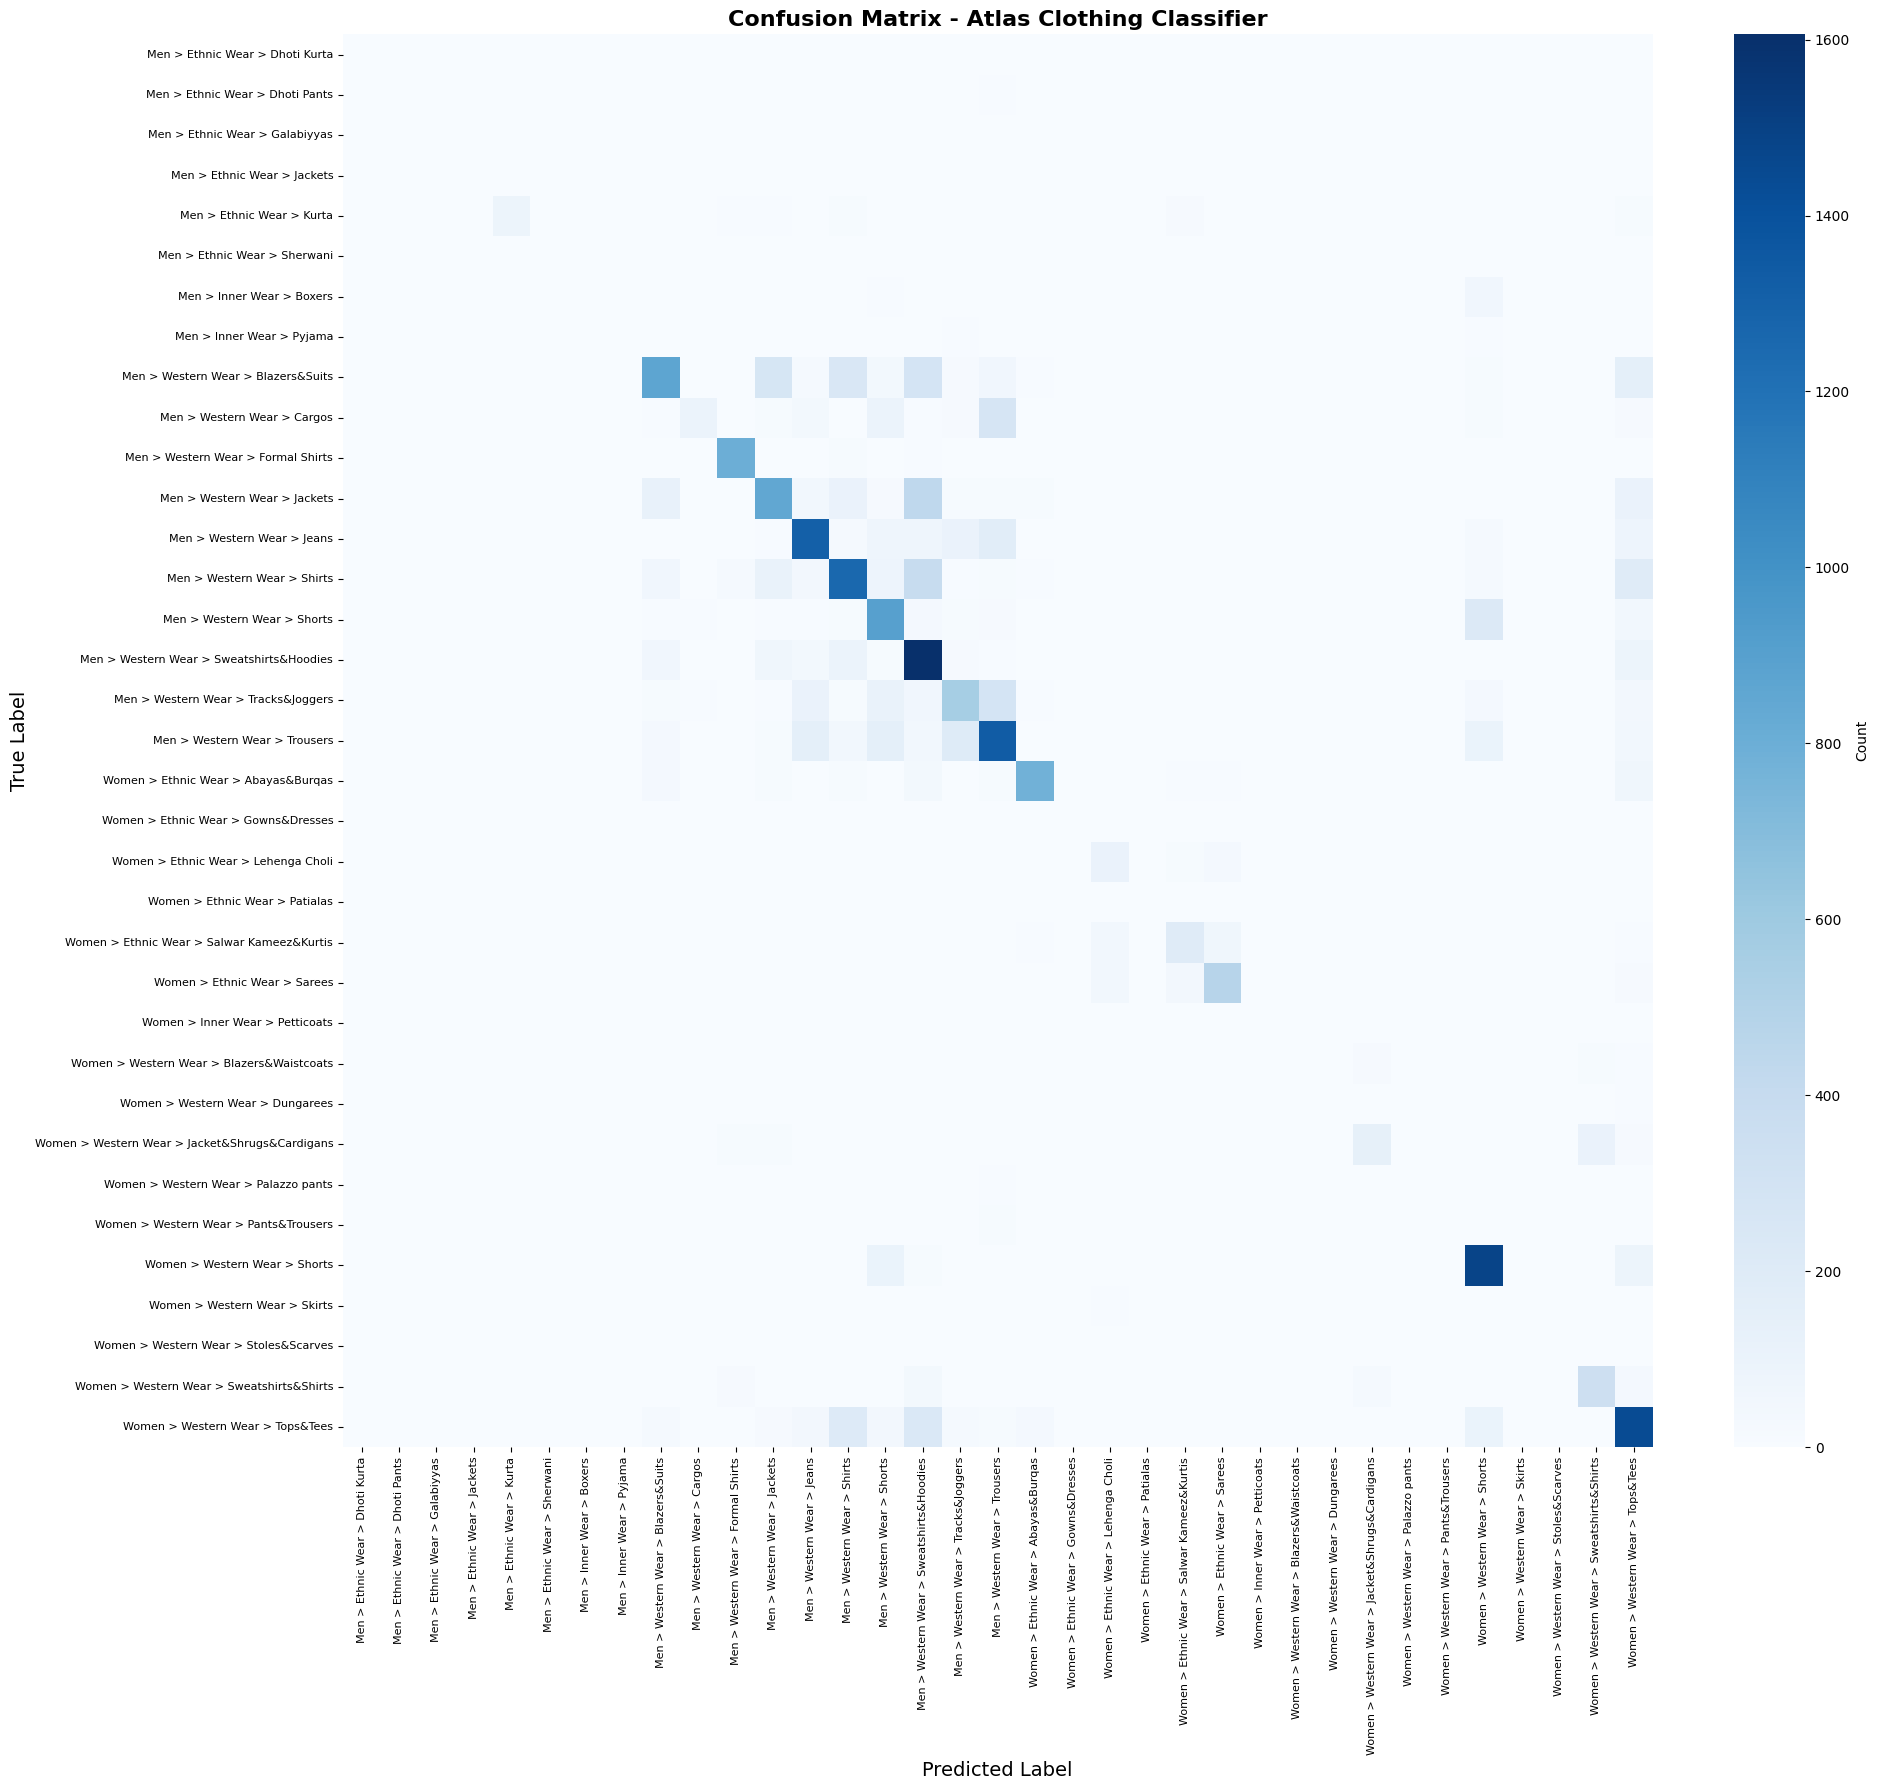 Confusion Matrix - Atlas Clothing Classifier
True Label
Men > Ethnic Wear > Dhoti Kurta
Men > Ethnic Wear > Dhoti Pants
Men > Ethnic Wear > Galabiyyas
Men > Ethnic Wear > Jackets
Men > Ethnic Wear > Kurta
Men > Ethnic Wear > Sherwani
Men > Inner Wear > Boxers
Men > Inner Wear > Pyjama
Men > Western Wear > Blazers&Suits
Men > Western Wear > Cargos
Men > Western Wear > Formal Shirts
Men > Western Wear > Jackets
Men > Western Wear > Jeans
Men > Western Wear > Shirts
Men > Western Wear > Shorts
Men > Western Wear > Sweatshirts&Hoodies
Men > Western Wear > Tracks&Joggers
Men > Western Wear > Trousers
Women > Ethnic Wear > Abayas&Burqas
Women > Ethnic Wear > Gowns&Dresses
Women > Ethnic Wear > Lehenga Choli
Women > Ethnic Wear > Patialas
Women > Ethnic Wear > Salwar Kameez&Kurtis
Women > Ethnic Wear > Sarees
Women > Inner Wear > Petticoats
Women > Western Wear > Blazers&Waistcoats
Women > Western Wear > Dungarees
Women > Western Wear > Jacket&Shrugs&Cardigans
Women > Western Wear > Palazzo pants
Women > Western Wear > Pants&Trousers
Women > Western Wear > Shorts
Women > Western Wear > Skirts
Women > Western Wear > Stoles&Scarves
Women > Western Wear > Sweatshirts&Shirts
Women > Western Wear > Tops&Tees
Men > Ethnic Wear > Dhoti Kurta
Men > Ethnic Wear > Dhoti Pants
Men > Ethnic Wear > Galabiyyas
Men > Ethnic Wear > Jackets
Men > Ethnic Wear > Kurta
Men > Ethnic Wear > Sherwani
Men > Inner Wear > Boxers
Men > Inner Wear > Pyjama
Men > Western Wear > Blazers&Suits
Men > Western Wear > Cargos
Men > Western Wear > Formal Shirts
Men > Western Wear > Jackets
Men > Western Wear > Jeans
Men > Western Wear > Shirts
Men > Western Wear > Shorts
Men > Western Wear > Sweatshirts&Hoodies
Men > Western Wear > Tracks&Joggers
Men > Western Wear > Trousers
Women > Ethnic Wear > Abayas&Burqas
Women > Ethnic Wear > Gowns&Dresses
Women > Ethnic Wear > Lehenga Choli
Women > Ethnic Wear > Patialas
Women > Ethnic Wear > Salwar Kameez&Kurtis
Women > Ethnic Wear > Sarees
Women > Inner Wear > Petticoats
Women > Western Wear > Blazers&Waistcoats
Women > Western Wear > Dungarees
Women > Western Wear > Jacket&Shrugs&Cardigans
Women > Western Wear > Palazzo pants
Women > Western Wear > Pants&Trousers
Women > Western Wear > Shorts
Women > Western Wear > Skirts
Women > Western Wear > Stoles&Scarves
Women > Western Wear > Sweatshirts&Shirts
Women > Western Wear > Tops&Tees
Predicted Label
1600
1400
1200
1000
800
600
400
200
0
Count